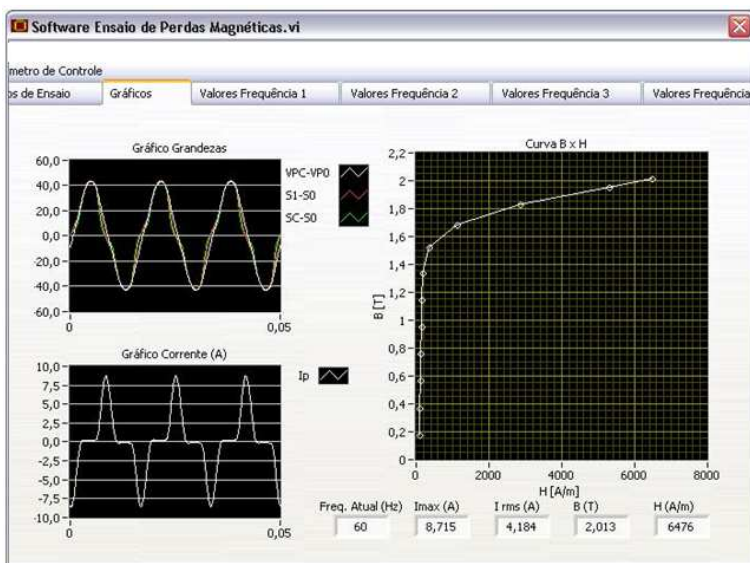 Software Ensaio de Perdas Magnéticas.vi
metro de Controle
os de Ensaio
Gráficos
Valores Frequência 1
Valores Frequência 2
Valores Frequência 3
Valores Frequência
Gráfico Grandezas
60,0
40,0
20,0
0,0
-20,0
-40,0
-60,0
0
0,05
VPC-VP0
S1-S0
SC-S0
Gráfico Corrente (A)
10,0
7,5
5,0
2,5
0,0
-2,5
-5,0
-7,5
-10,0
0
0,05
Ip
Curva B x H
B [T]
2,2
2
1,8
1,6
1,4
1,2
1
0,8
0,6
0,4
0,2
0
0
2000
4000
6000
8000
H [A/m]
Freq. Atual (Hz)
60
Imax (A)
8,715
I rms (A)
4,184
B (T)
2,013
H (A/m)
6476